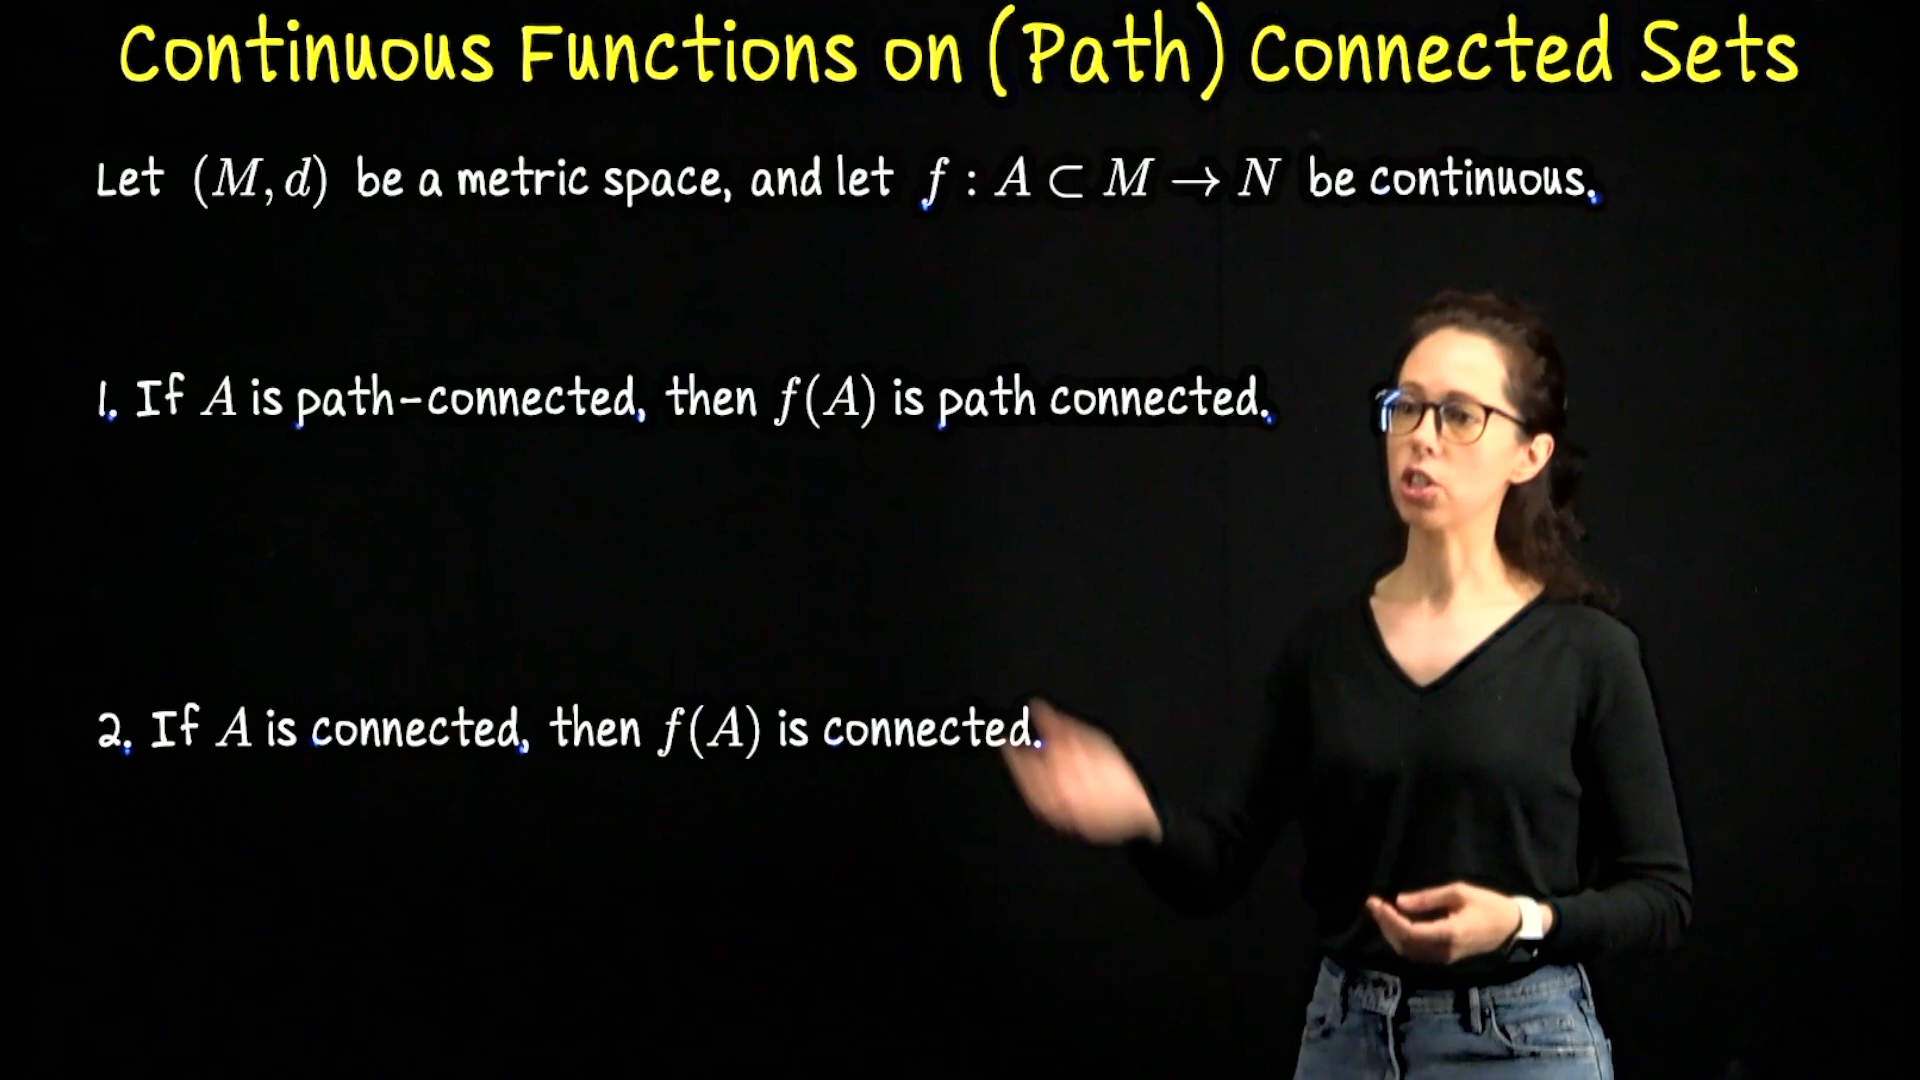 Continuous Functions on (Path) Connected Sets
Let (M, d) be a metric space, and let f : A ⊂ M → N be continuous.
1. If A is path-connected, then f(A) is path connected.
2. If A is connected, then f(A) is connected.